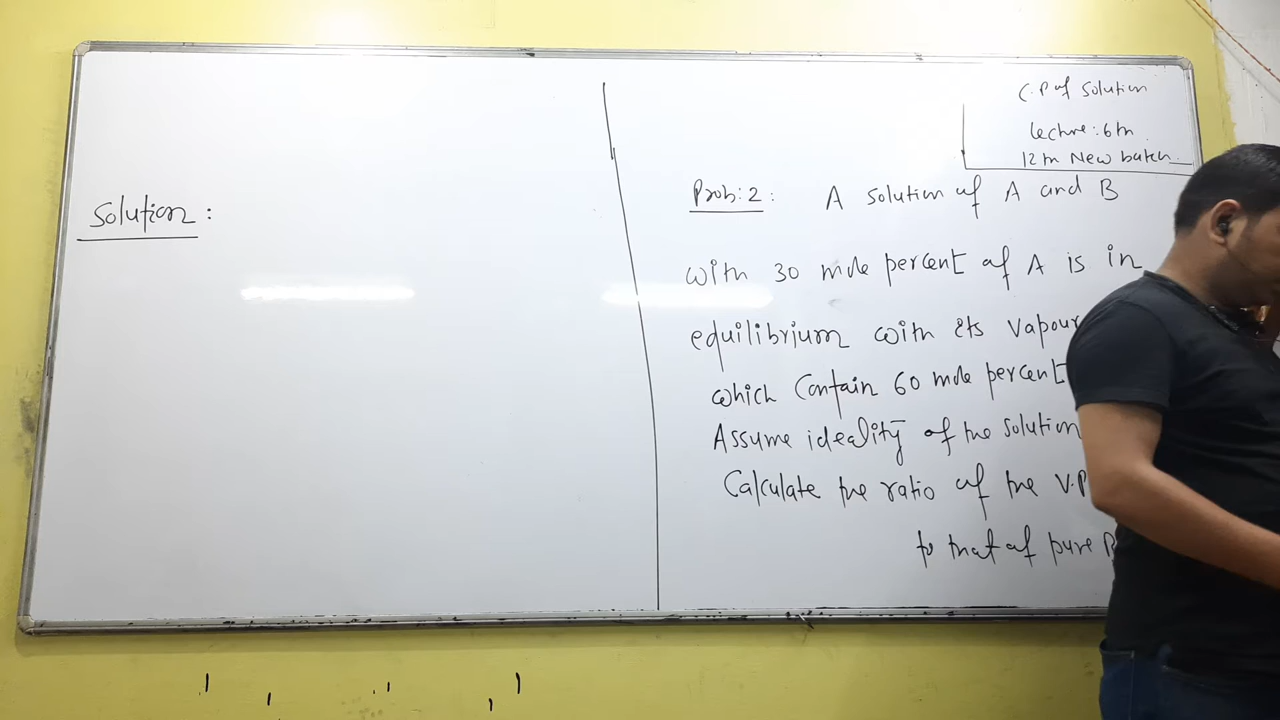 C.P of Solution
Lecture: 6th
12th New batch
Solution:
Prob: 2: A solution of A and B
with 30 mole percent of A is in
equilibrium with its vapour
which Contain 60 mole percent
Assume ideality of the solution
Calculate the ratio of the V.P
to that of pure B